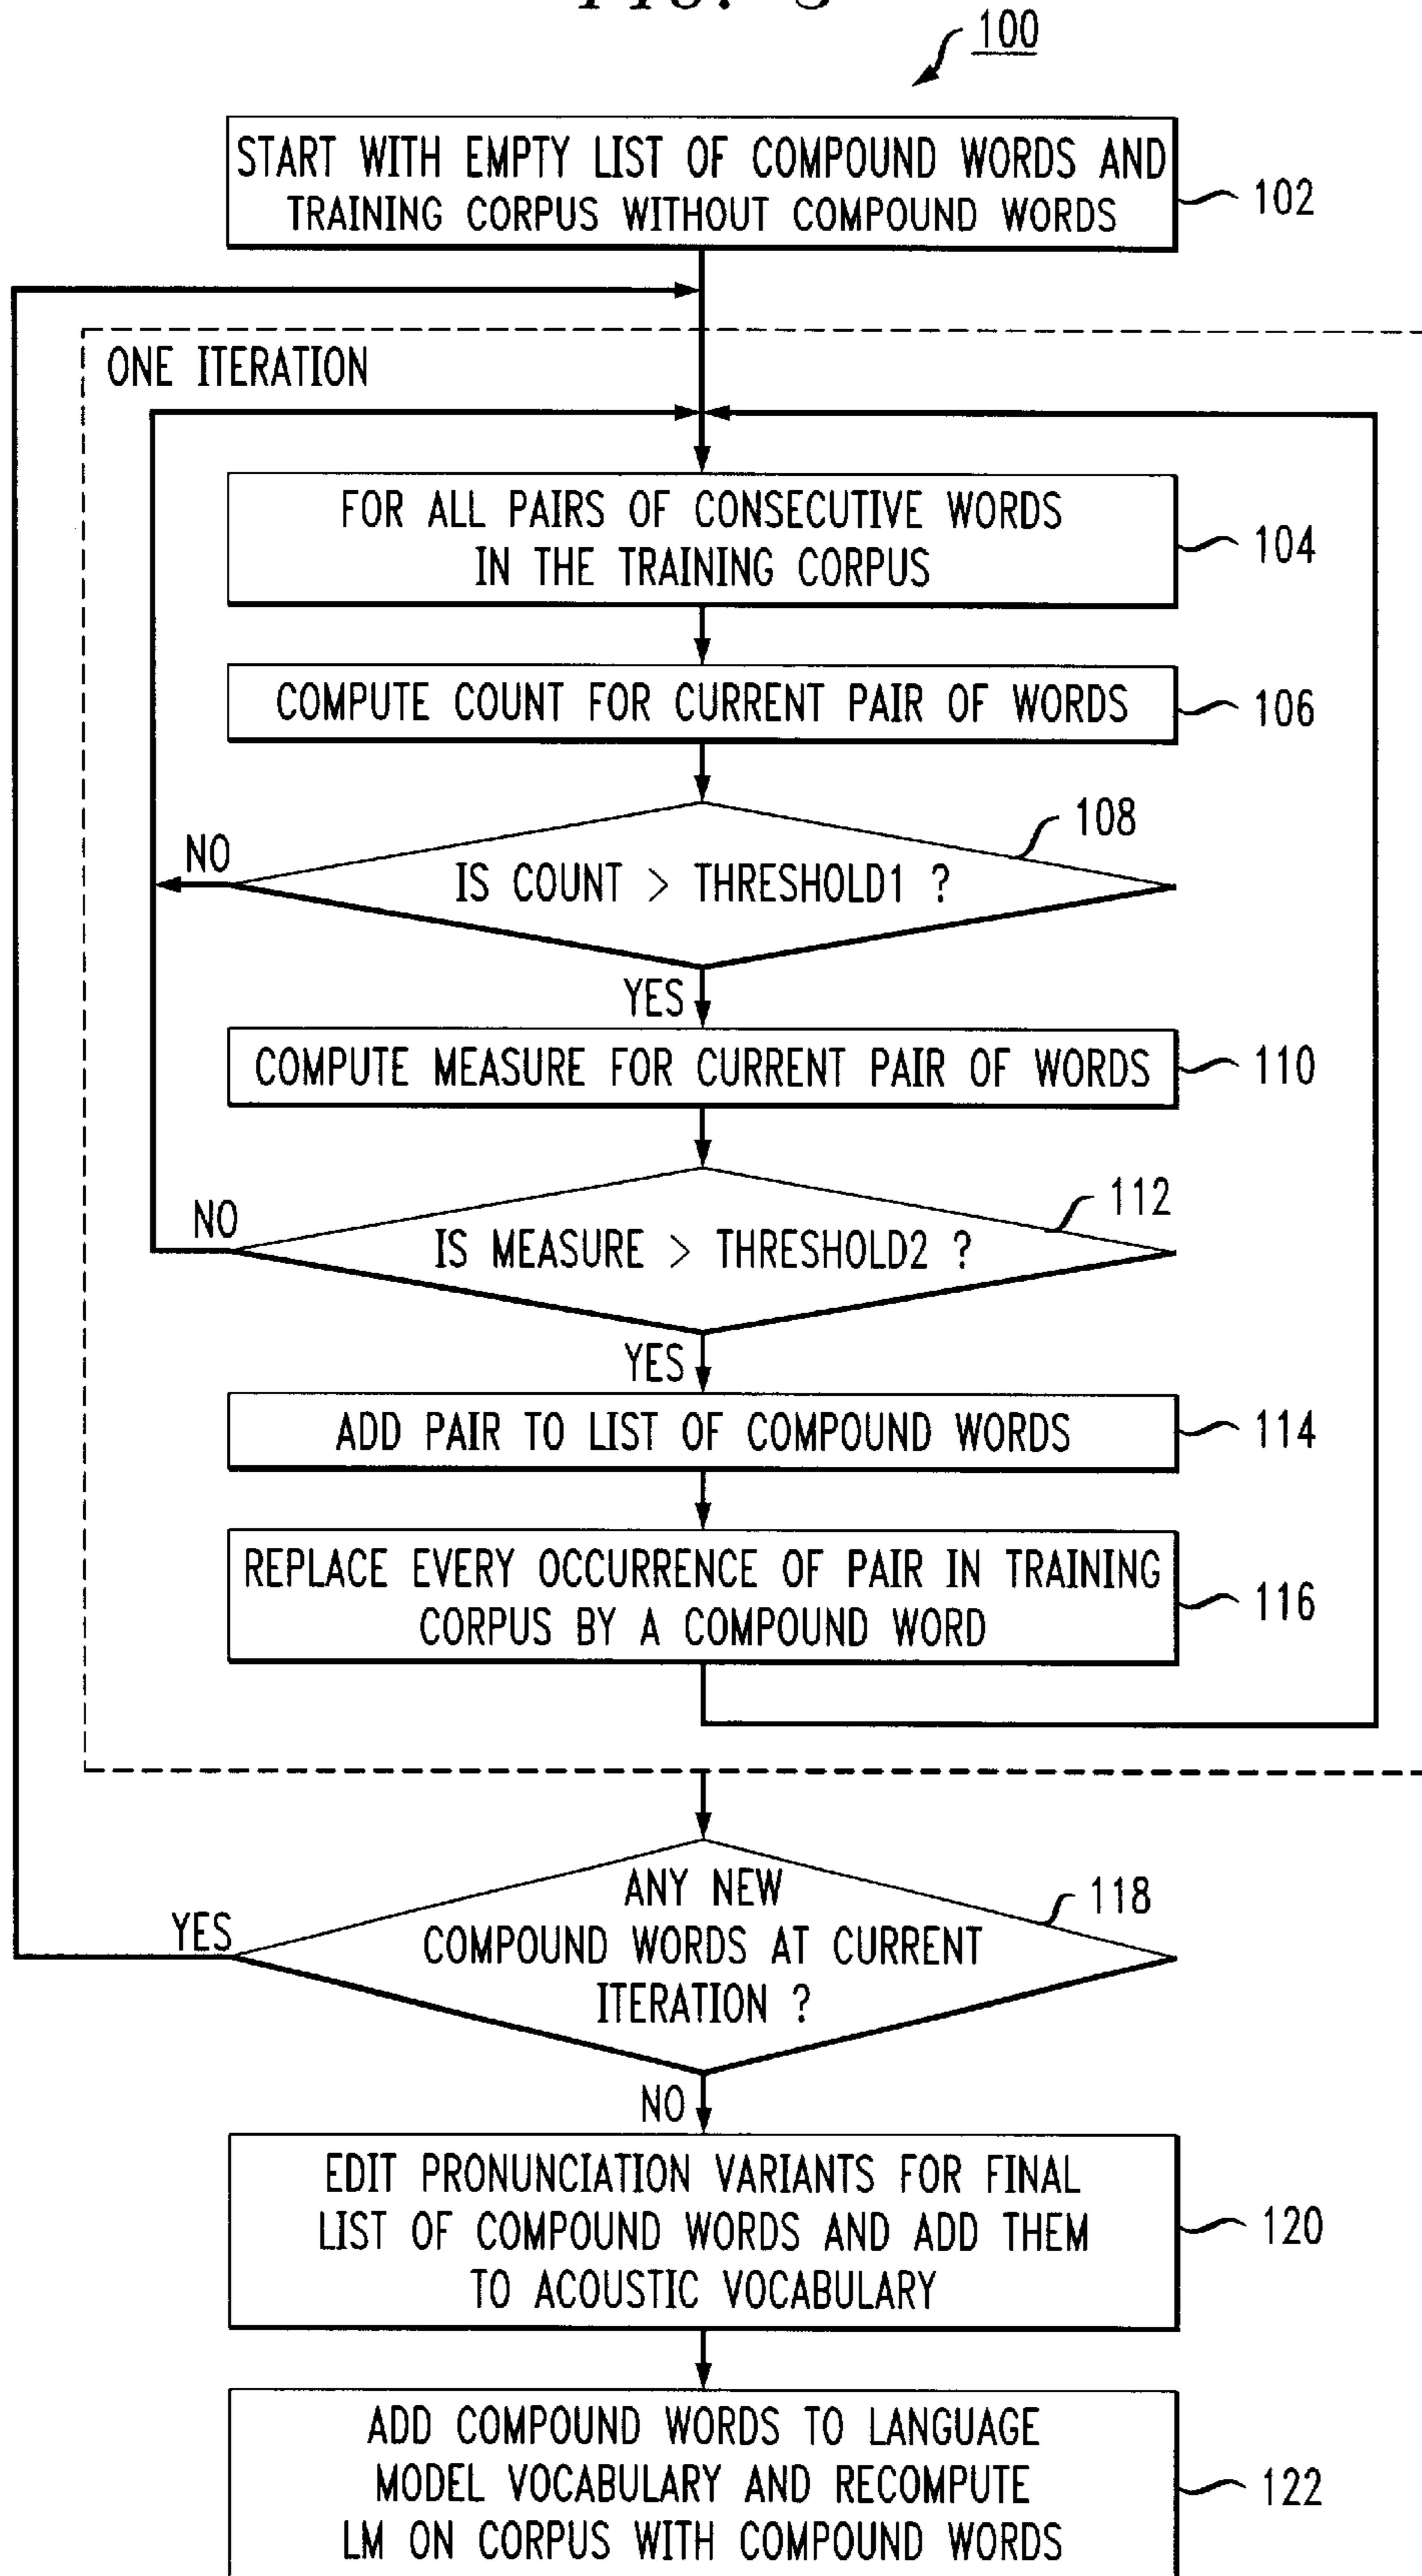 100
START WITH EMPTY LIST OF COMPOUND WORDS AND
TRAINING CORPUS WITHOUT COMPOUND WORDS
102
ONE ITERATION
FOR ALL PAIRS OF CONSECUTIVE WORDS
IN THE TRAINING CORPUS
104
COMPUTE COUNT FOR CURRENT PAIR OF WORDS
106
108
NO
IS COUNT > THRESHOLD1 ?
YES
COMPUTE MEASURE FOR CURRENT PAIR OF WORDS
110
112
NO
IS MEASURE > THRESHOLD2 ?
YES
ADD PAIR TO LIST OF COMPOUND WORDS
114
REPLACE EVERY OCCURRENCE OF PAIR IN TRAINING
CORPUS BY A COMPOUND WORD
116
ANY NEW
118
YES
COMPOUND WORDS AT CURRENT
ITERATION ?
NO
EDIT PRONUNCIATION VARIANTS FOR FINAL
LIST OF COMPOUND WORDS AND ADD THEM
TO ACOUSTIC VOCABULARY
120
ADD COMPOUND WORDS TO LANGUAGE
MODEL VOCABULARY AND RECOMPUTE
LM ON CORPUS WITH COMPOUND WORDS
122